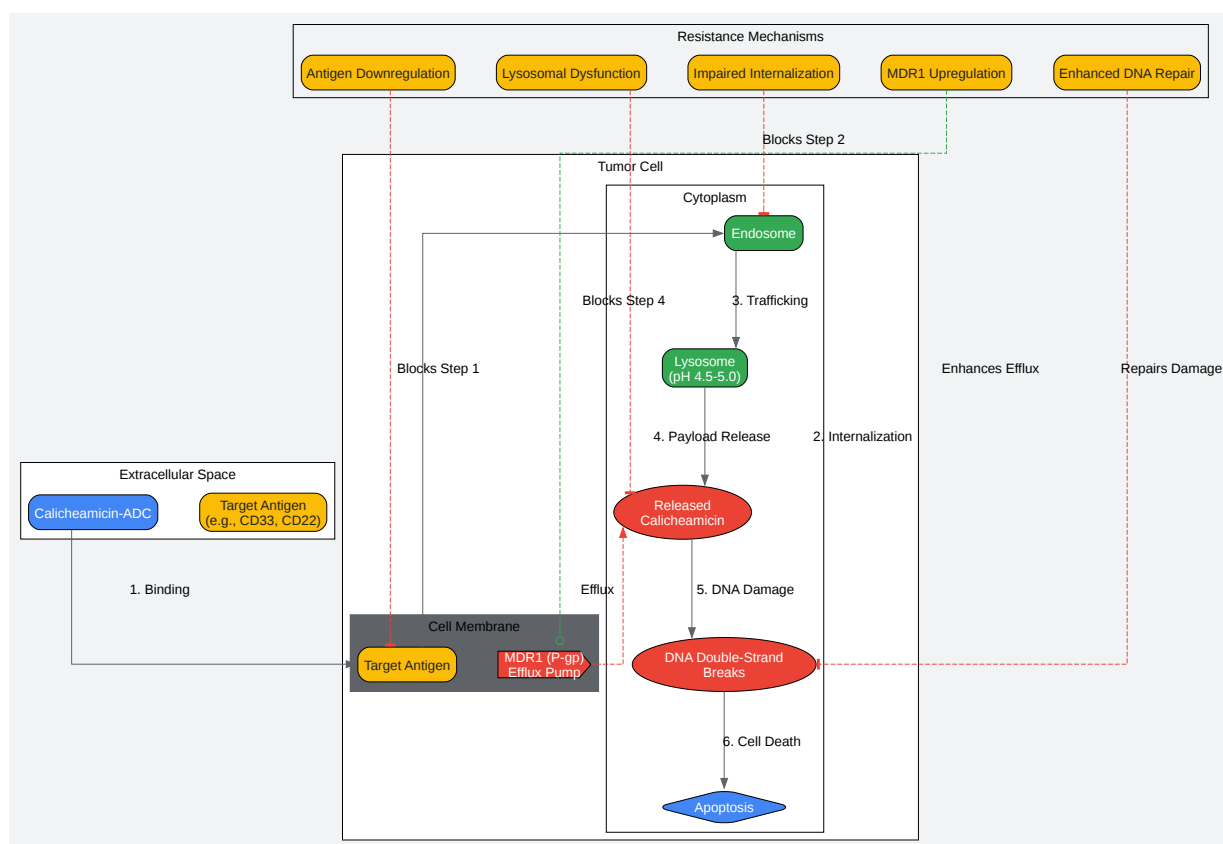 Resistance Mechanisms
Antigen Downregulation
Lysosomal Dysfunction
Impaired Internalization
MDR1 Upregulation
Enhanced DNA Repair
Blocks Step 2
Tumor Cell
Cytoplasm
Endosome
Blocks Step 4
3. Trafficking
Blocks Step 1
Lysosome
(pH 4.5-5.0)
Enhances Efflux
Repairs Damage
4. Payload Release
2. Internalization
Extracellular Space
Calicheamicin-ADC
Target Antigen
(e.g., CD33, CD22)
Released
Calicheamicin
1. Binding
Efflux
5. DNA Damage
Cell Membrane
Target Antigen
MDR1 (P-gp)
Efflux Pump
DNA Double-Strand
Breaks
6. Cell Death
Apoptosis